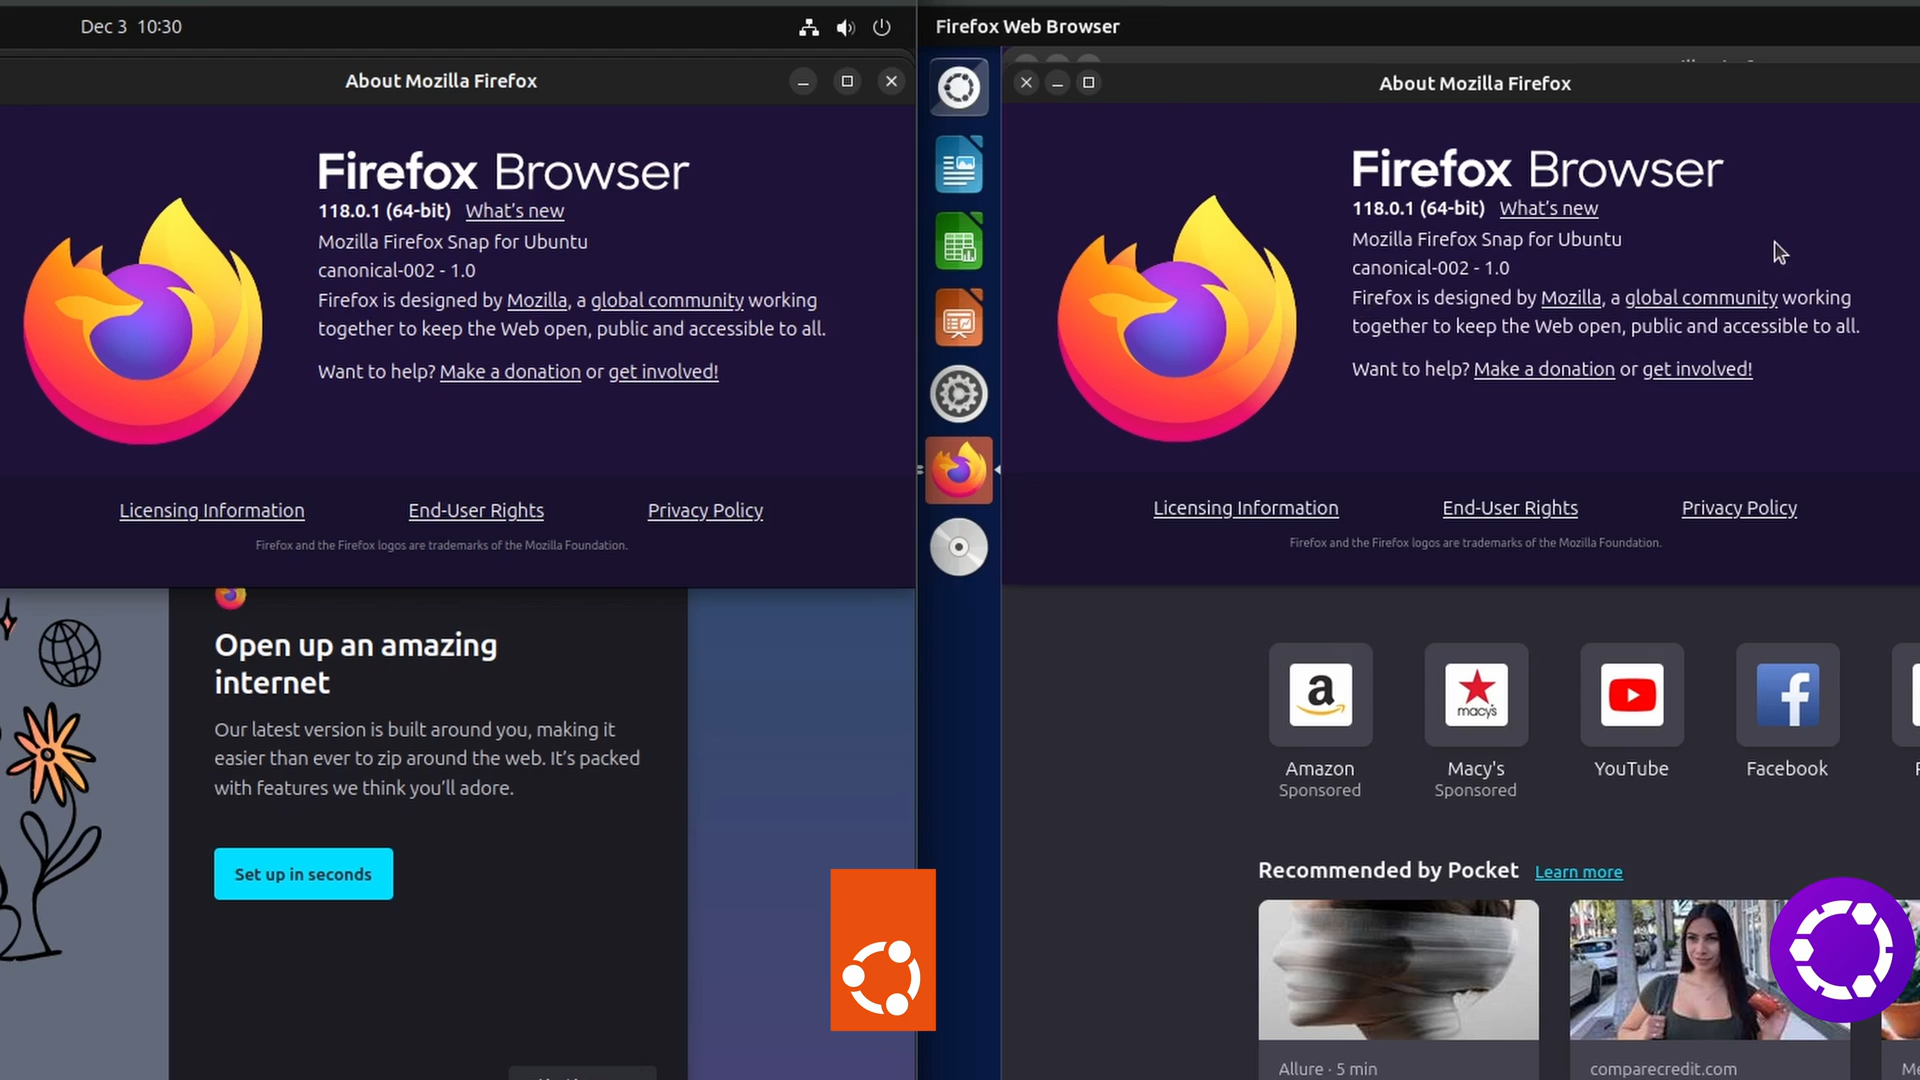 Dec 3 10:30
About Mozilla Firefox
Firefox Browser
118.0.1 (64-bit) What's new
Mozilla Firefox Snap for Ubuntu
canonical-002 - 1.0
Firefox is designed by Mozilla, a global community working
together to keep the Web open, public and accessible to all.
Want to help? Make a donation or get involved!
Licensing Information End-User Rights Privacy Policy
Firefox and the Firefox logos are trademarks of the Mozilla Foundation.
Open up an amazing
internet
Our latest version is built around you, making it
easier than ever to zip around the web. It's packed
with features we think you'll adore.
Set up in seconds
Firefox Web Browser
About Mozilla Firefox
Firefox Browser
118.0.1 (64-bit) What's new
Mozilla Firefox Snap for Ubuntu
canonical-002 - 1.0
Firefox is designed by Mozilla, a global community working
together to keep the Web open, public and accessible to all.
Want to help? Make a donation or get involved!
Licensing Information End-User Rights Privacy Policy
Firefox and the Firefox logos are trademarks of the Mozilla Foundation.
a
macy's
Amazon Macy's YouTube Facebook
Sponsored Sponsored
Recommended by Pocket Learn more
Allure · 5 min comparecredit.com